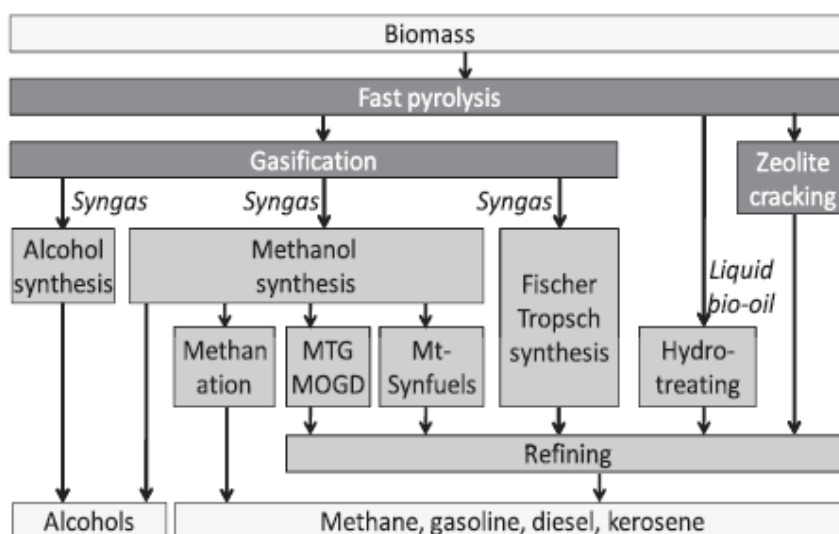 Biomass
Fast pyrolysis
Gasification
Zeolite
cracking
Syngas
Syngas
Syngas
Alcohol
synthesis
Methanol
synthesis
Fischer
Tropsch
synthesis
Liquid
bio-oil
Methan
ation
MTG
MOGD
Mt-
Synfuels
Hydro-
treating
Refining
Alcohols
Methane, gasoline, diesel, kerosene